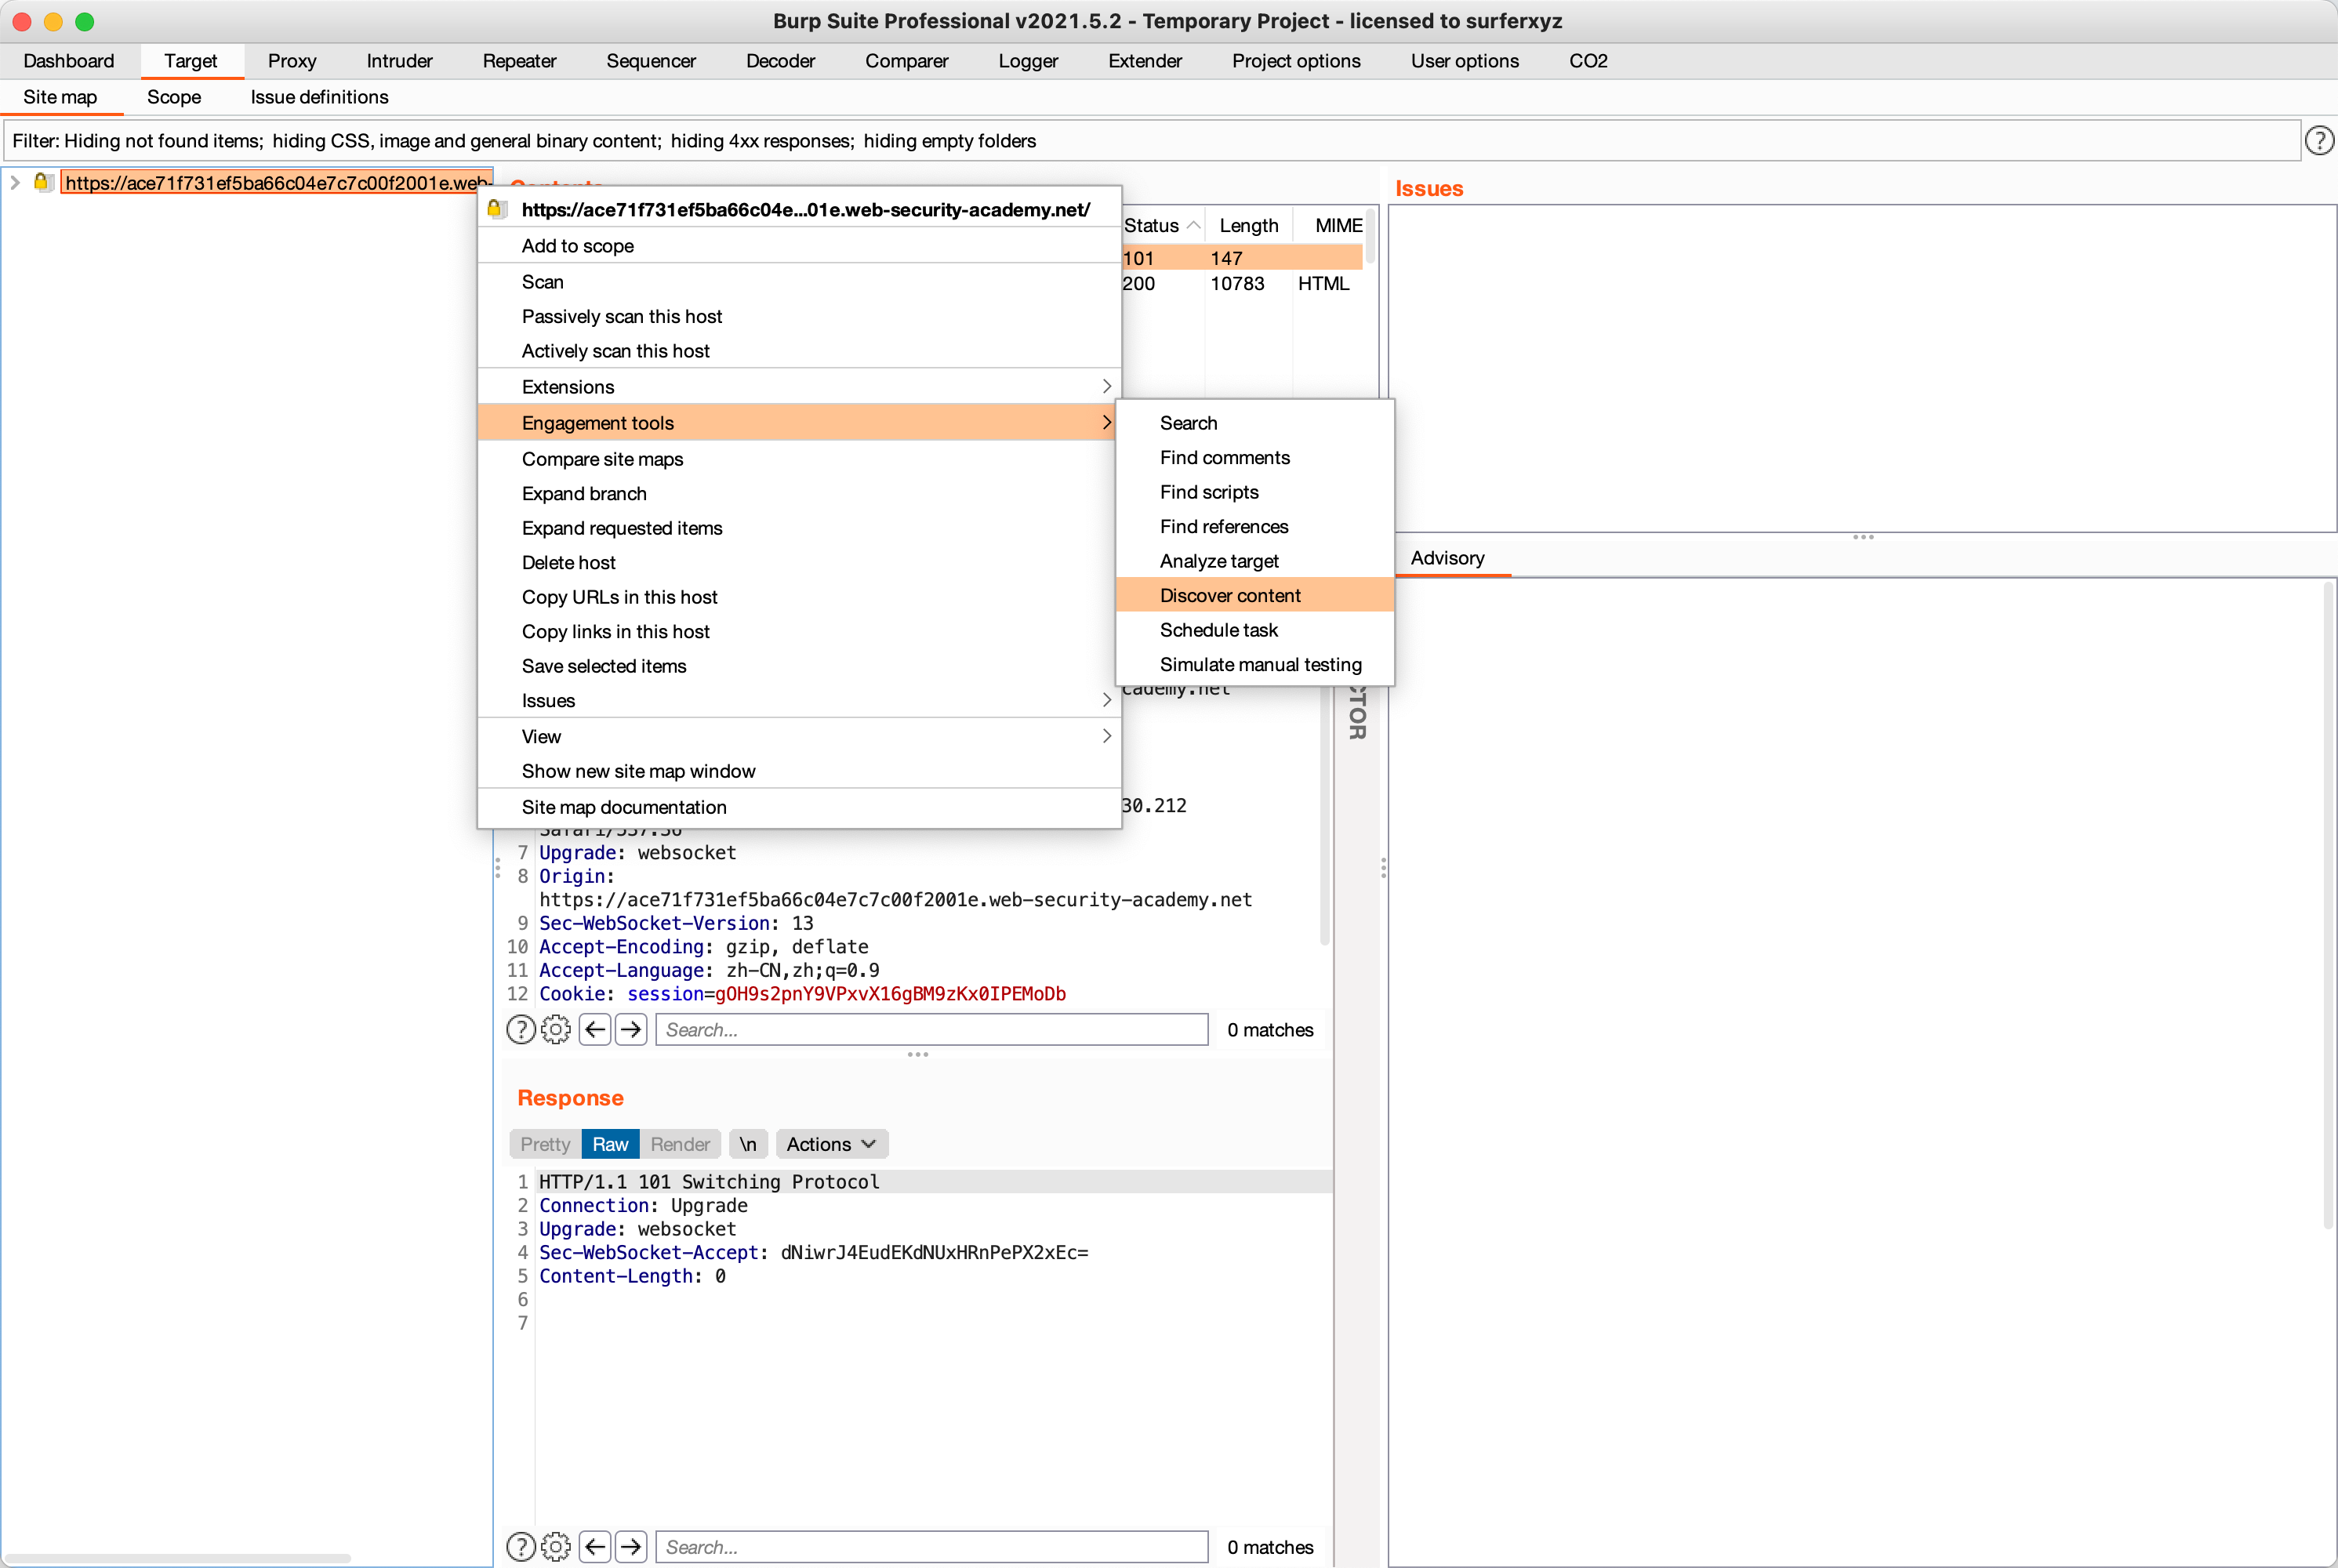 Burp Suite Professional v2021.5.2 - Temporary Project - licensed to surferxyz
Dashboard Target Proxy Intruder Repeater Sequencer Decoder Comparer Logger Extender Project options User options CO2
Site map Scope Issue definitions
Filter: Hiding not found items; hiding CSS, image and general binary content; hiding 4xx responses; hiding empty folders
https://ace71f731ef5ba66c04e7c7c00f2001e.web-
https://ace71f731ef5ba66c04e...01e.web-security-academy.net/
Add to scope
Scan
Passively scan this host
Actively scan this host
Extensions
Engagement tools
Compare site maps
Expand branch
Expand requested items
Delete host
Copy URLs in this host
Copy links in this host
Save selected items
Issues
View
Show new site map window
Site map documentation
Search
Find comments
Find scripts
Find references
Analyze target
Discover content
Schedule task
Simulate manual testing
Contents
Status Length MIME
101 147
200 10783 HTML
Issues
Advisory
cademy.net
CTOR
30.212
Safari/537.36
7 Upgrade: websocket
8 Origin:
https://ace71f731ef5ba66c04e7c7c00f2001e.web-security-academy.net
9 Sec-WebSocket-Version: 13
10 Accept-Encoding: gzip, deflate
11 Accept-Language: zh-CN,zh;q=0.9
12 Cookie: session=gOH9s2pnY9VPxvX16gBM9zKx0IPEMoDb
Search... 0 matches
Response
Pretty Raw Render \n Actions
1 HTTP/1.1 101 Switching Protocol
2 Connection: Upgrade
3 Upgrade: websocket
4 Sec-WebSocket-Accept: dNiwrJ4EudEKdNUxHRnPePX2xEc=
5 Content-Length: 0
6
7
Search... 0 matches